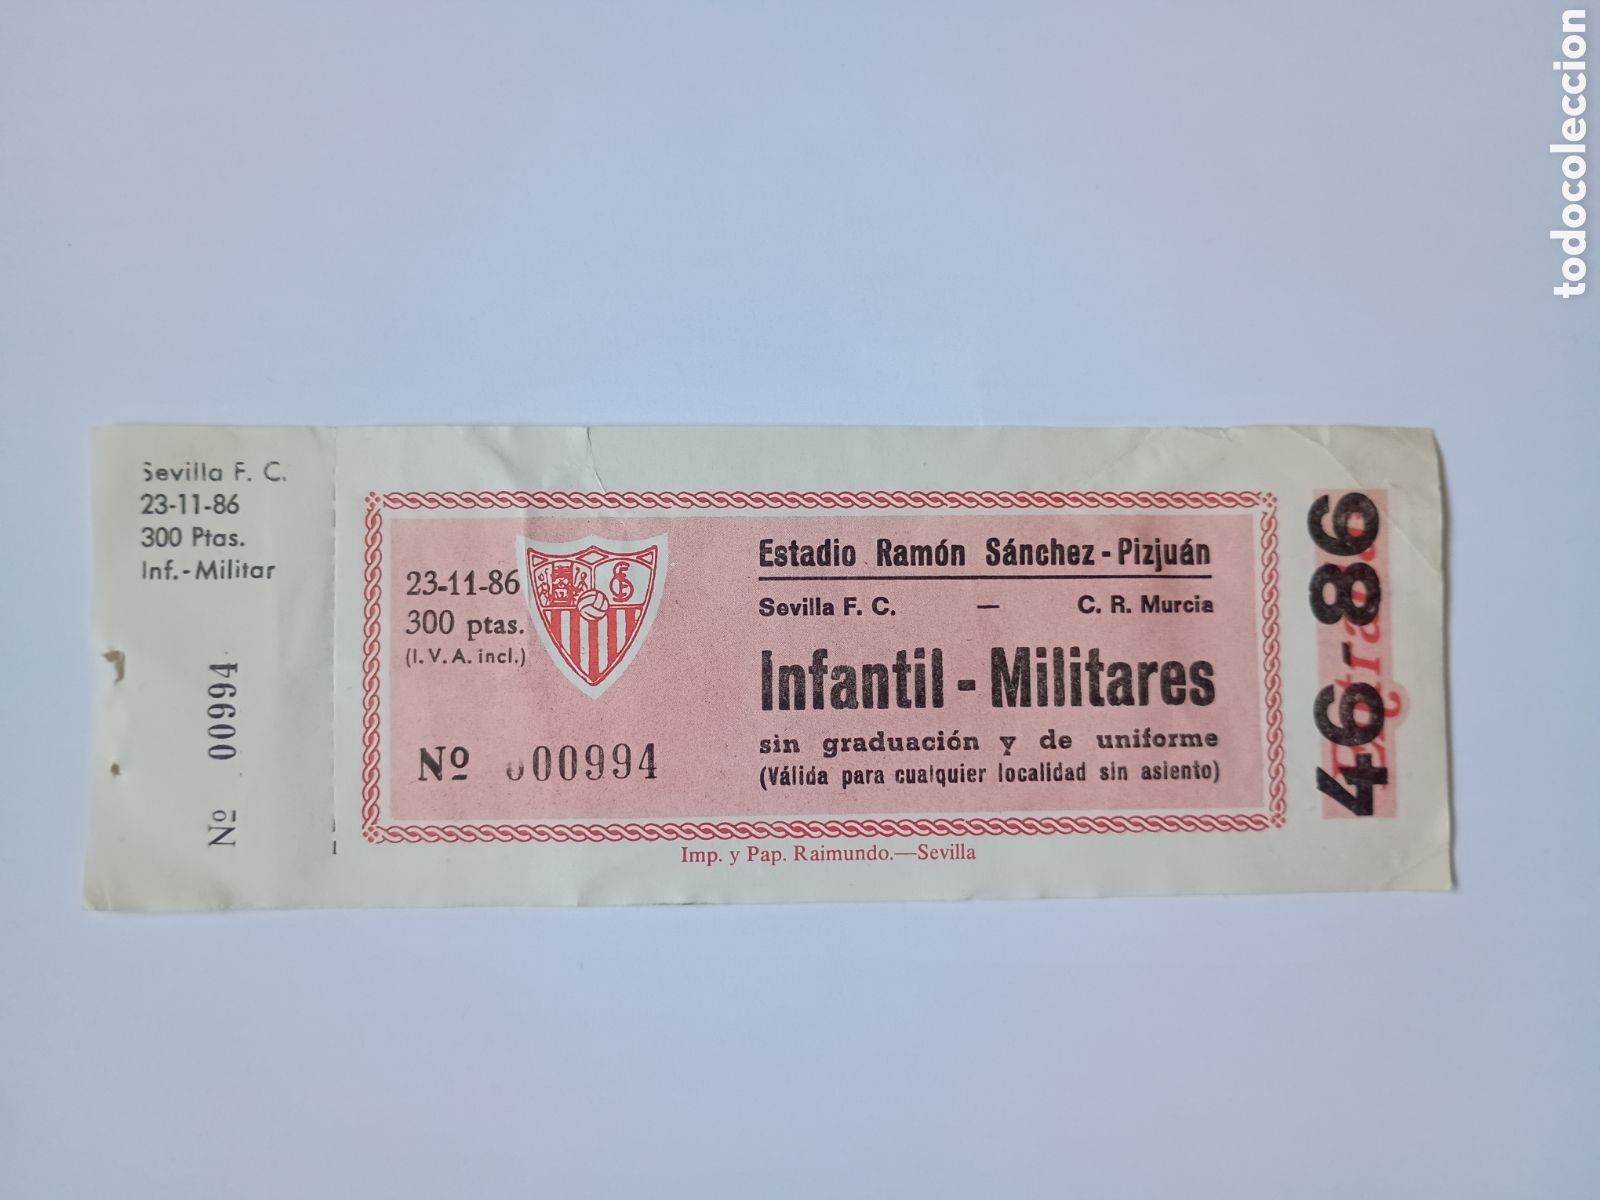 Sevilla F. C.
23-11-86
300 Ptas.
Inf.-Militar
Nº 00994
23-11-86
300 ptas.
(I.V.A. incl.)
Nº 000994
Estadio Ramón Sánchez-Pizjuán
Sevilla F. C. — C. R. Murcia
Infantil - Militares
sin graduación y de uniforme
(Válida para cualquier localidad sin asiento)
Imp. y Pap. Raimundo.—Sevilla
46-86
Entrada
todocoleccion